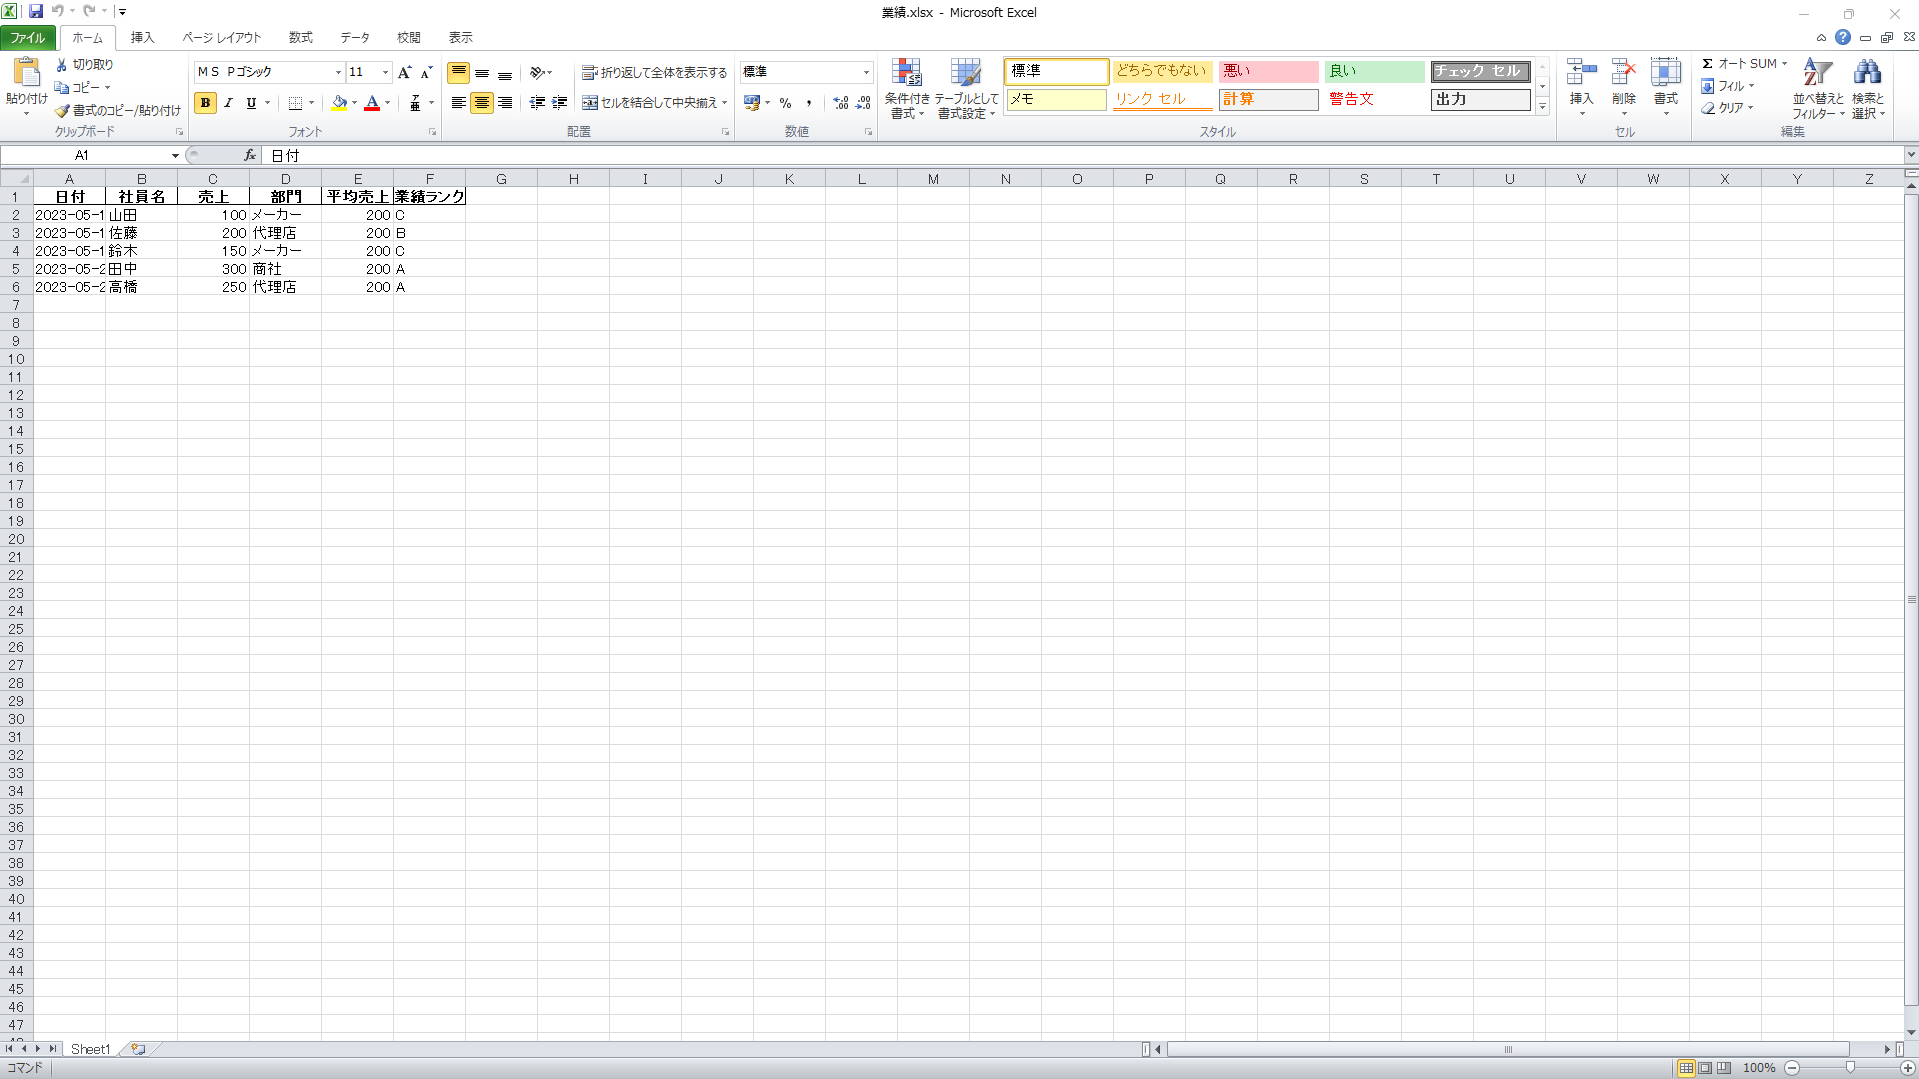 業績.xlsx - Microsoft Excel
ファイル ホーム 挿入 ページ レイアウト 数式 データ 校閲 表示
貼り付け 切り取り コピー 書式のコピー/貼り付け クリップボード
ＭＳ Ｐゴシック 11 B I U フォント
折り返して全体を表示する セルを結合して中央揃え 配置
標準 % , 数値
条件付き書式 テーブルとして書式設定
標準 どちらでもない 悪い 良い チェック セル
メモ リンク セル 計算 警告文 出力
スタイル
挿入 削除 書式 セル
Σ オート SUM フィル クリア 並べ替えとフィルター 検索と選択 編集
A1 fx 日付
A B C D E F G H I J K L M N O P Q R S T U V W X Y Z
1 日付 社員名 売上 部門 平均売上 業績ランク
2 2023-05-1 山田 100 メーカー 200 C
3 2023-05-1 佐藤 200 代理店 200 B
4 2023-05-1 鈴木 150 メーカー 200 C
5 2023-05-2 田中 300 商社 200 A
6 2023-05-2 高橋 250 代理店 200 A
7
8
9
10
11
12
13
14
15
16
17
18
19
20
21
22
23
24
25
26
27
28
29
30
31
32
33
34
35
36
37
38
39
40
41
42
43
44
45
46
47
Sheet1
コマンド 100%